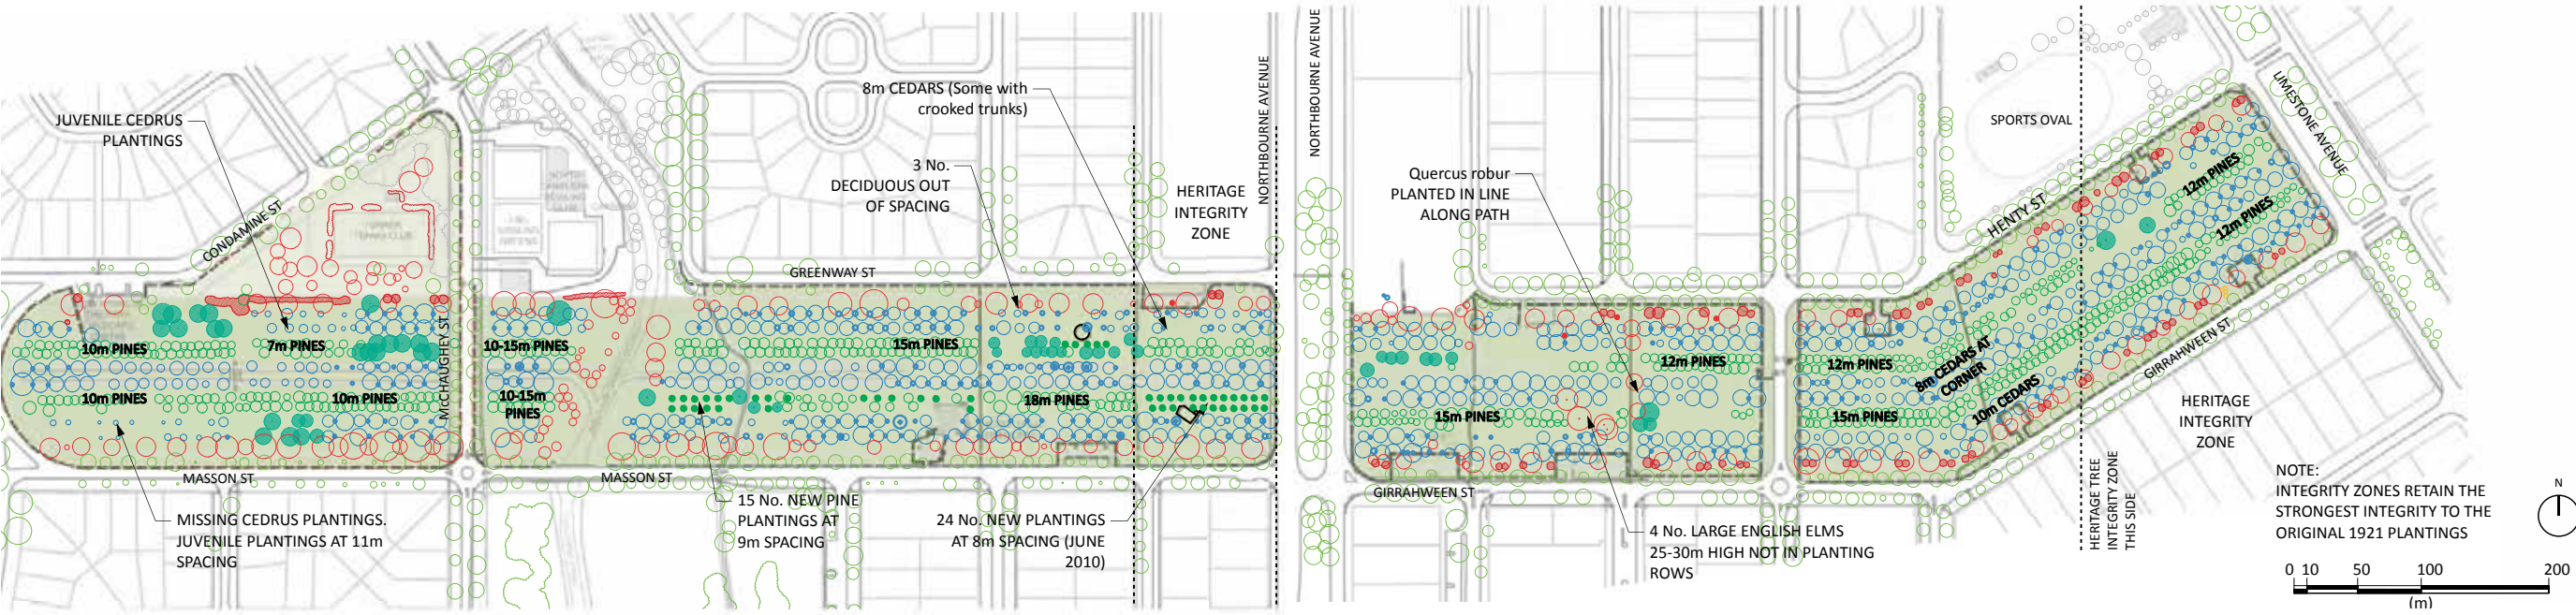 JUVENILE CEDRUS
PLANTINGS
CONDAMINE ST
McCHAUGHEY ST
10m PINES
7m PINES
10m PINES
10m PINES
MASSON ST
MISSING CEDRUS PLANTINGS.
JUVENILE PLANTINGS AT 11m
SPACING
10-15m PINES
10-15m
PINES
8m CEDARS (Some with
crooked trunks)
3 No.
DECIDUOUS OUT
OF SPACING
GREENWAY ST
15m PINES
18m PINES
MASSON ST
15 No. NEW PINE
PLANTINGS AT
9m SPACING
24 No. NEW PLANTINGS
AT 8m SPACING (JUNE
2010)
HERITAGE
INTEGRITY
ZONE
NORTHBOURNE AVENUE
NORTHBOURNE AVENUE
Quercus robur
PLANTED IN LINE
ALONG PATH
12m PINES
15m PINES
GIRRAHWEEN ST
4 No. LARGE ENGLISH ELMS
25-30m HIGH NOT IN PLANTING
ROWS
12m PINES
15m PINES
8m CEDARS AT
CORNER
10m CEDARS
HENTY ST
SPORTS OVAL
12m PINES
12m PINES
LIMESTONE AVENUE
GIRRAHWEEN ST
HERITAGE TREE
INTEGRITY ZONE
THIS SIDE
HERITAGE
INTEGRITY
ZONE
NOTE:
INTEGRITY ZONES RETAIN THE
STRONGEST INTEGRITY TO THE
ORIGINAL 1921 PLANTINGS
N
0 10 50 100 200
(m)